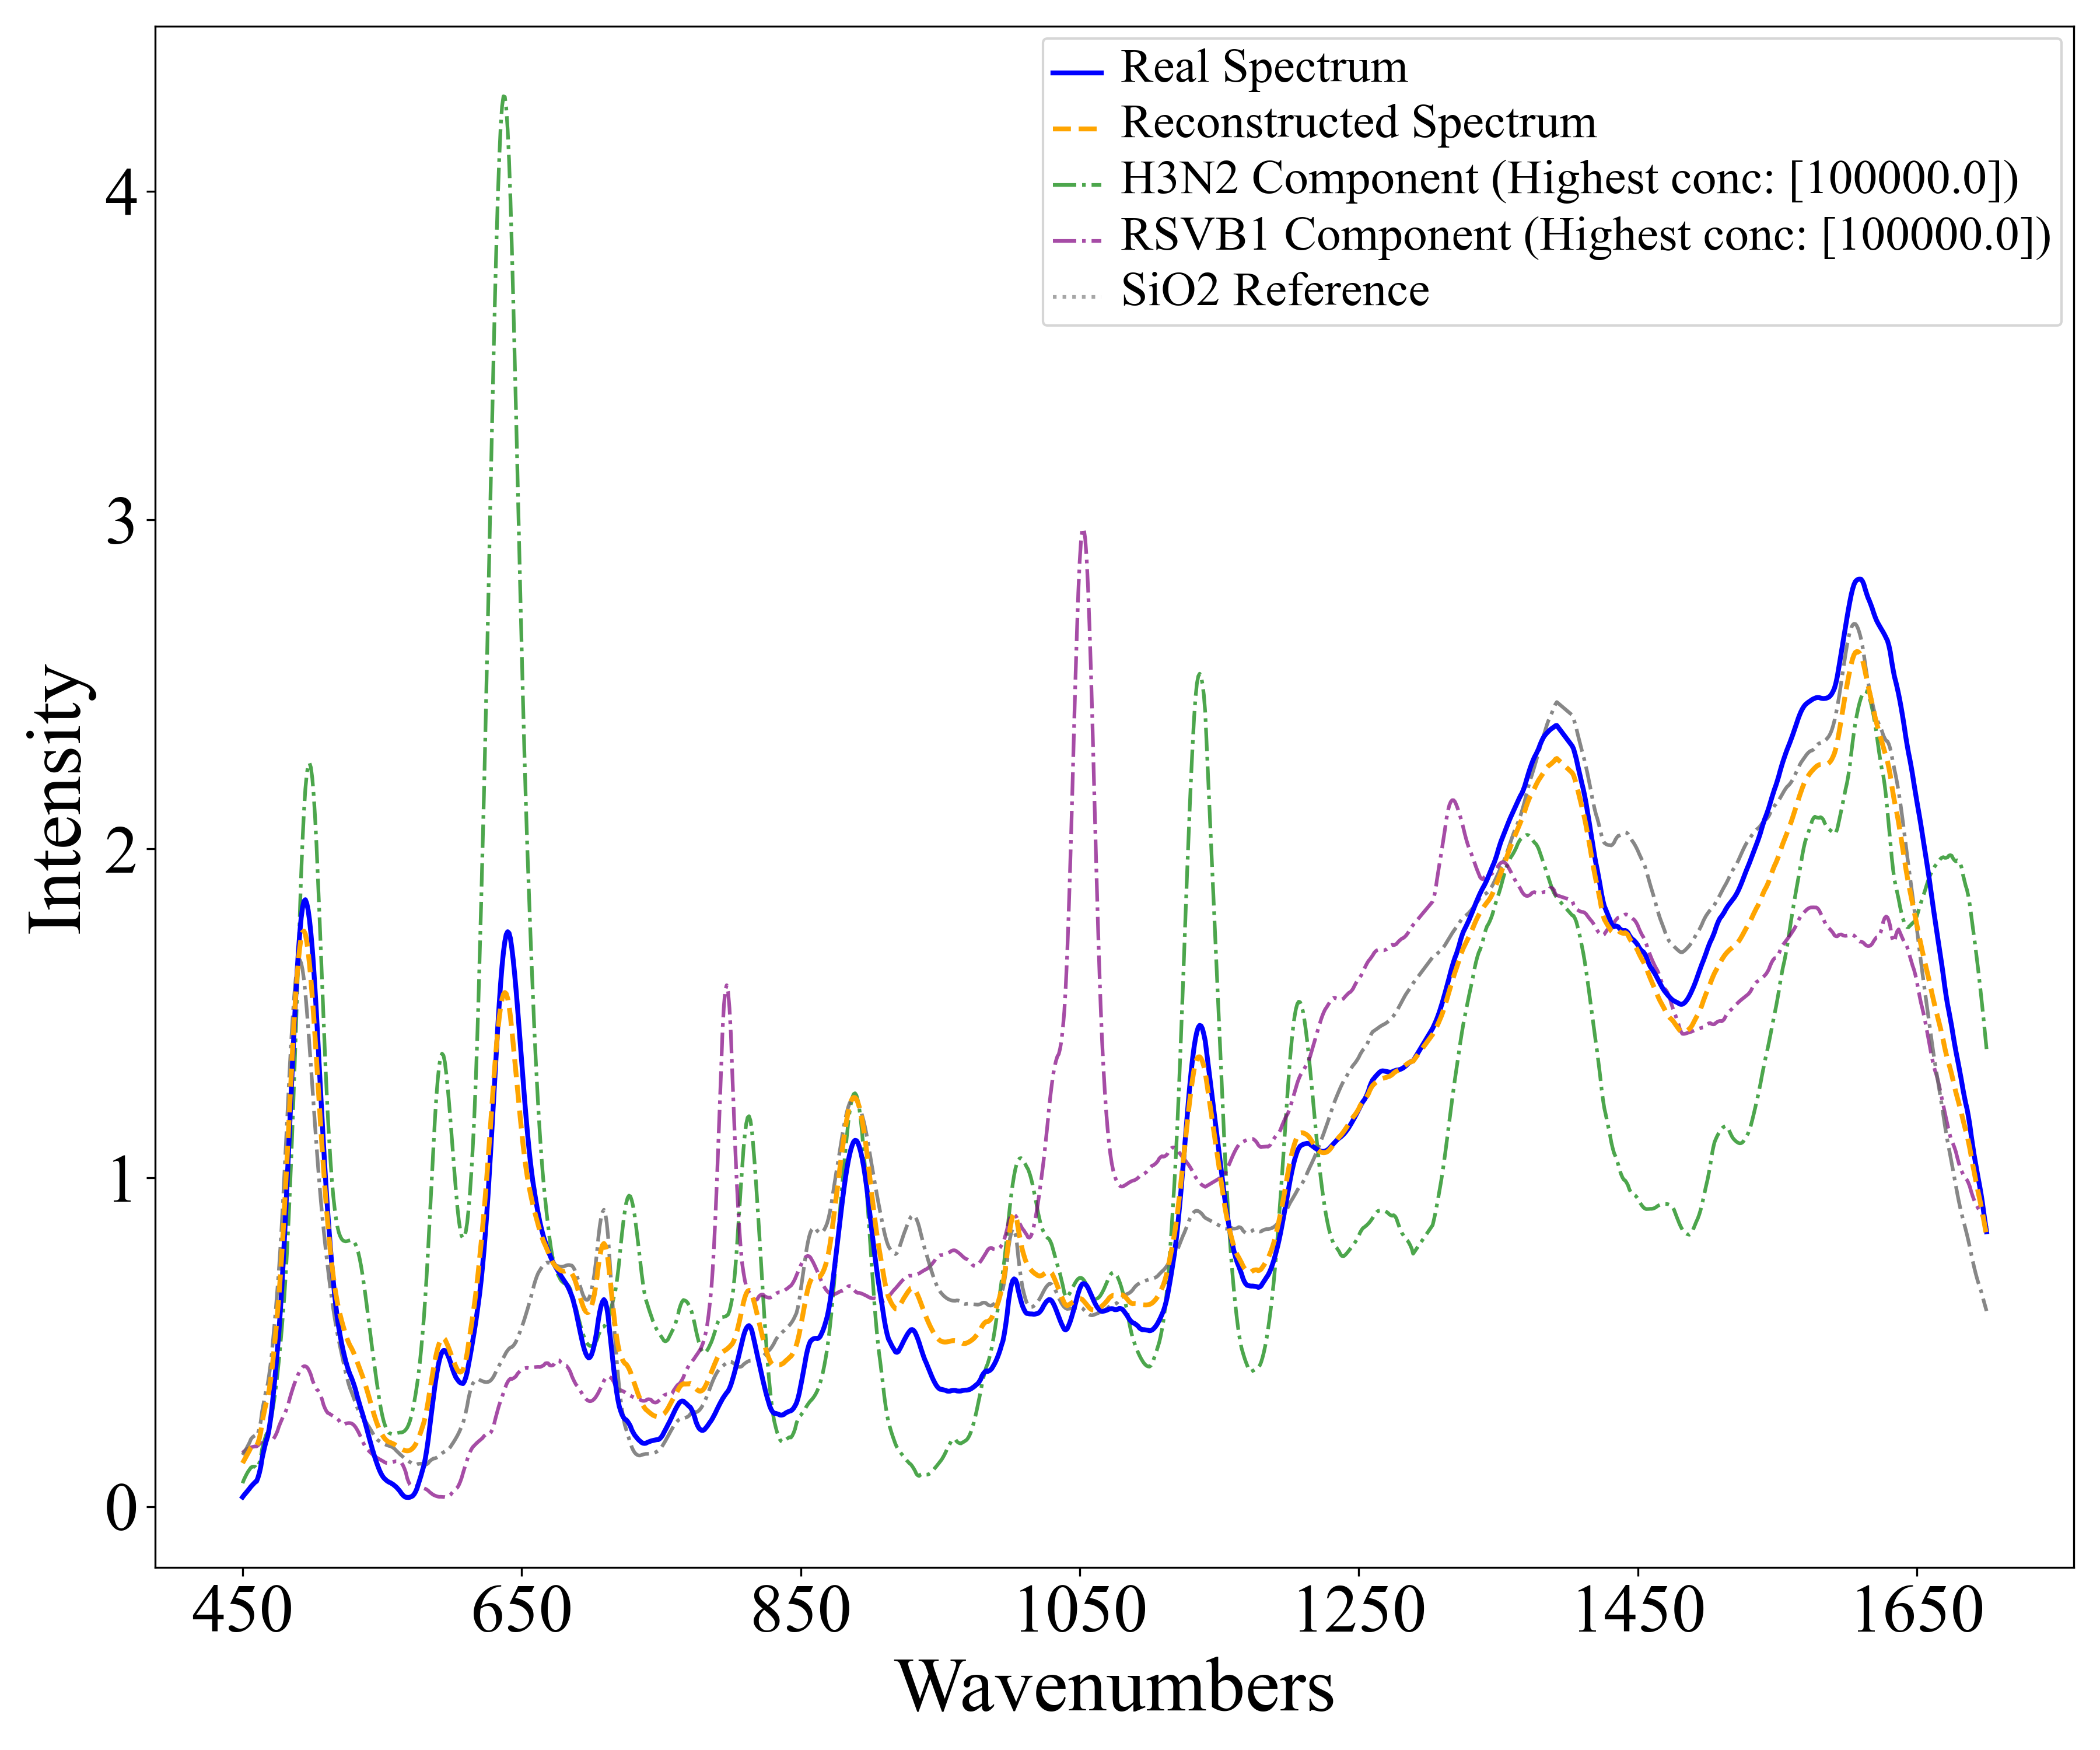 Real Spectrum
Reconstructed Spectrum
H3N2 Component (Highest conc: [100000.0])
RSVB1 Component (Highest conc: [100000.0])
SiO2 Reference
4
3
2
1
0
Intensity
450 650 850 1050 1250 1450 1650
Wavenumbers